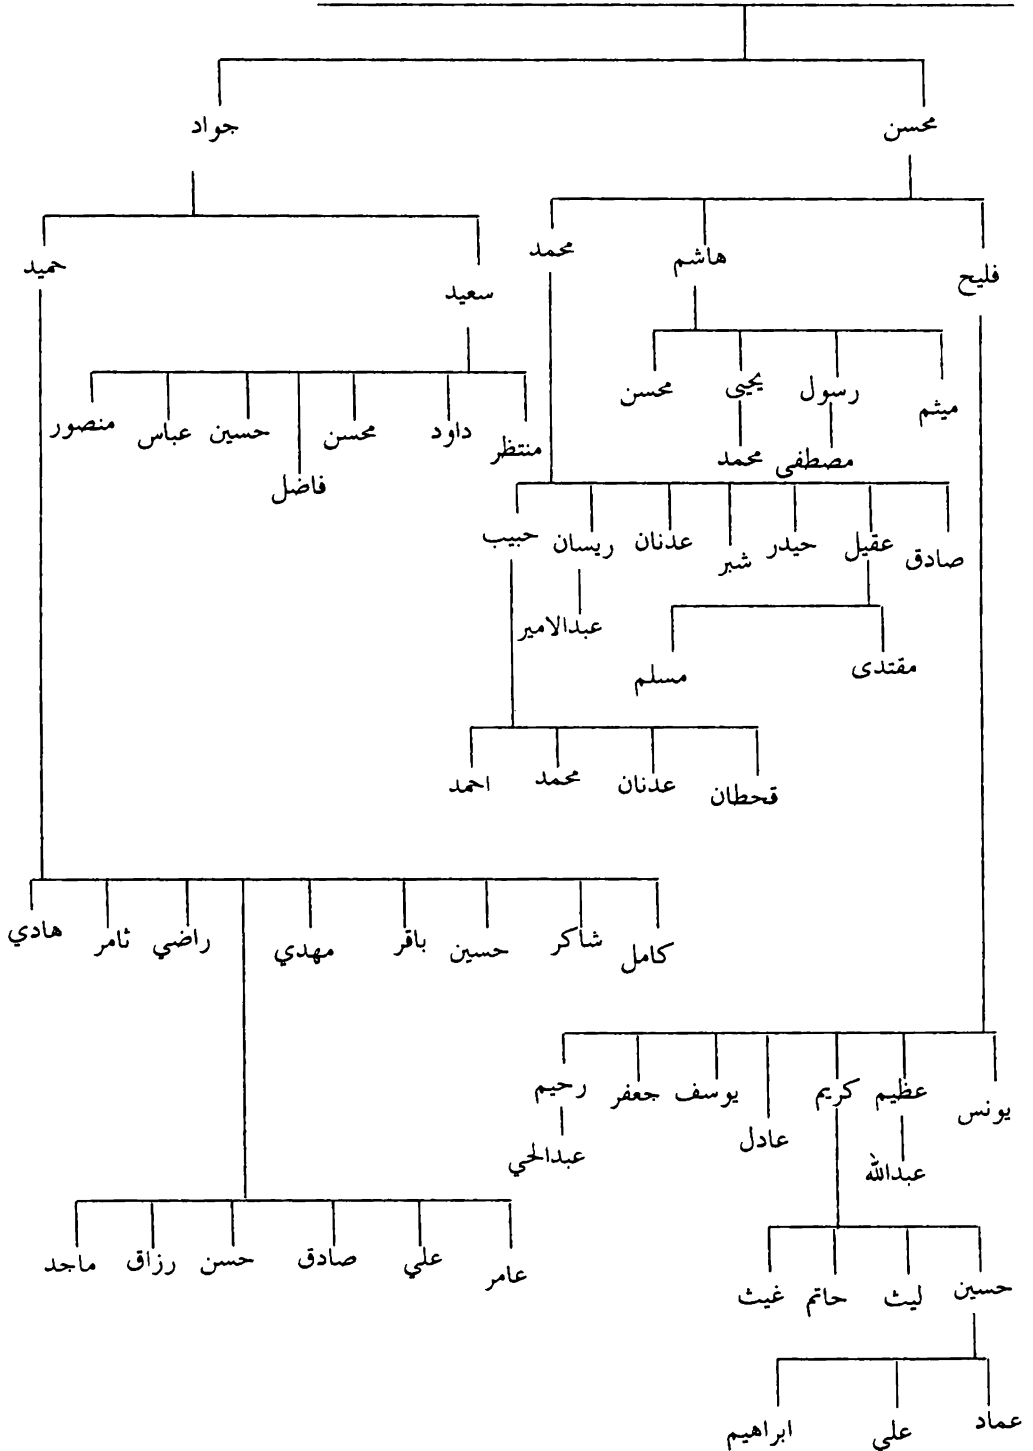 محسن جواد
فليح هاشم محمد سعيد حميد
ميثم رسول يحيى محسن
مصطفى محمد
منتظر داود محسن فاضل حسين عباس منصور
صادق عقيل حيدر شبر عدنان ريسان حبيب
عبدالامير
مقتدى مسلم
قحطان عدنان محمد احمد
كامل شاكر حسين باقر مهدي راضي ثامر هادي
يونس عظيم كريم عادل يوسف جعفر رحيم
عبدالله عبدالحي
عامر علي صادق حسن رزاق ماجد
حسين ليث حاتم غيث
عماد علي ابراهيم